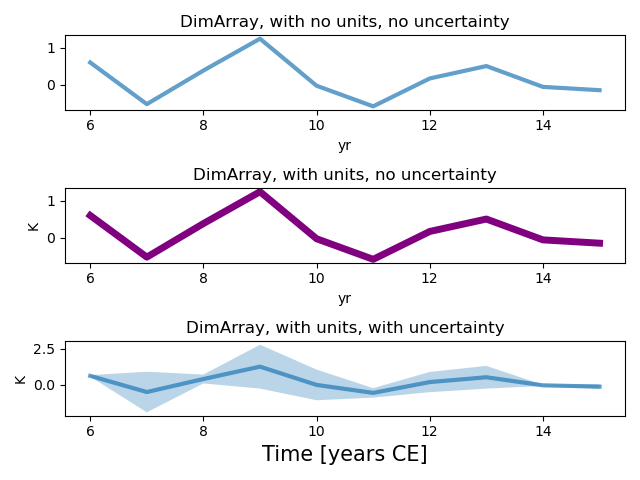 DimArray, with no units, no uncertainty
1
0
6 8 10 12 14
yr
DimArray, with units, no uncertainty
K
1
0
6 8 10 12 14
yr
DimArray, with units, with uncertainty
K
2.5
0.0
6 8 10 12 14
Time [years CE]